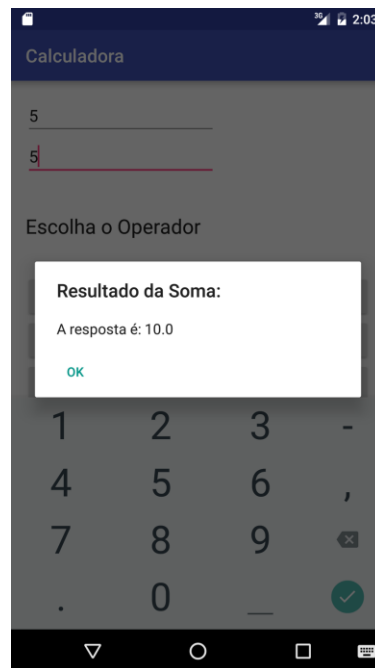 3G 2:03
Calculadora
5
5
Escolha o Operador
Resultado da Soma:
A resposta é: 10.0
OK
1 2 3 -
4 5 6 ,
7 8 9
. 0 _